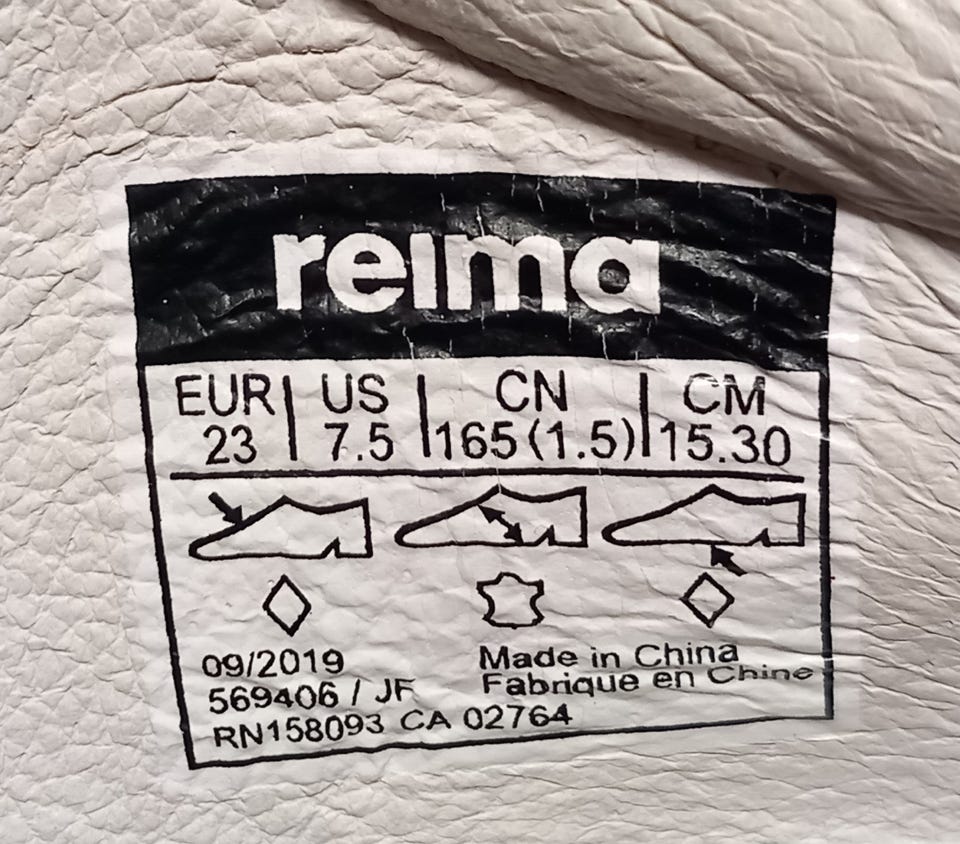 reima
EUR | US | CN | CM
23 | 7.5 | 165(1.5) | 15.30
09/2019
569406 / JF
RN158093 CA 02764
Made in China
Fabrique en Chine